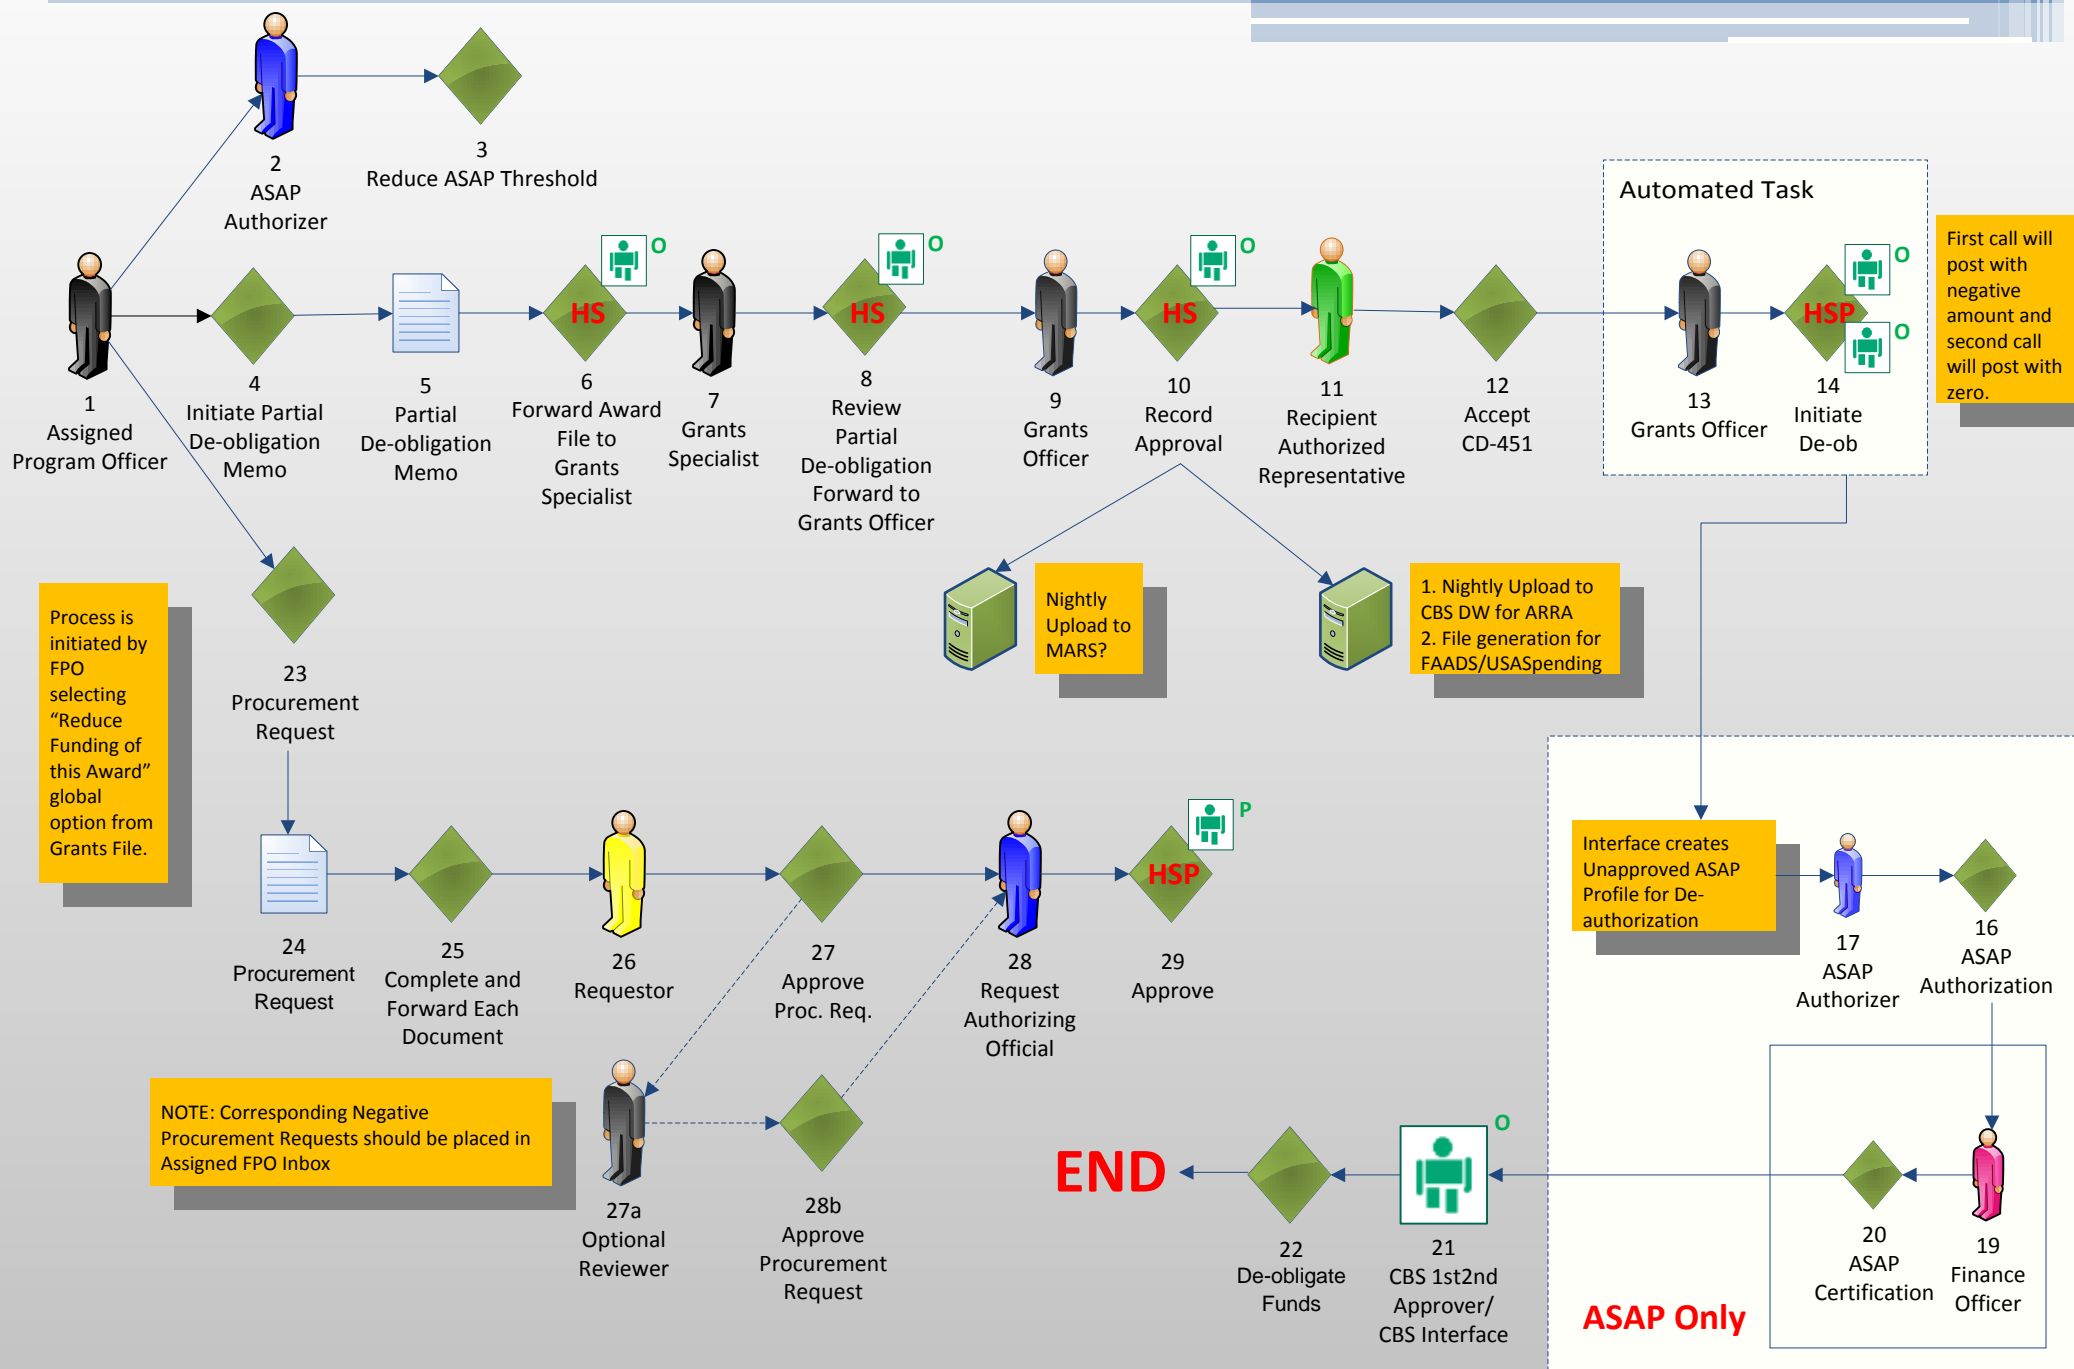 2
ASAP
Authorizer
3
Reduce ASAP Threshold
1
Assigned
Program Officer
4
Initiate Partial
De-obligation
Memo
5
Partial
De-obligation
Memo
O
HS
6
Forward Award
File to
Grants
Specialist
7
Grants
Specialist
O
HS
8
Review
Partial
De-obligation
Forward to
Grants Officer
9
Grants
Officer
O
HS
10
Record
Approval
11
Recipient
Authorized
Representative
12
Accept
CD-451
Automated Task
13
Grants Officer
O
HSP
O
14
Initiate
De-ob
First call will
post with
negative
amount and
second call
will post with
zero.
Nightly
Upload to
MARS?
1. Nightly Upload to
CBS DW for ARRA
2. File generation for
FAADS/USASpending
Process is
initiated by
FPO
selecting
“Reduce
Funding of
this Award”
global
option from
Grants File.
23
Procurement
Request
24
Procurement
Request
25
Complete and
Forward Each
Document
26
Requestor
27
Approve
Proc. Req.
28
Request
Authorizing
Official
P
HSP
29
Approve
NOTE: Corresponding Negative
Procurement Requests should be placed in
Assigned FPO Inbox
27a
Optional
Reviewer
28b
Approve
Procurement
Request
Interface creates
Unapproved ASAP
Profile for De-
authorization
17
ASAP
Authorizer
16
ASAP
Authorization
19
Finance
Officer
20
ASAP
Certification
ASAP Only
O
21
CBS 1st2nd
Approver/
CBS Interface
22
De-obligate
Funds
END